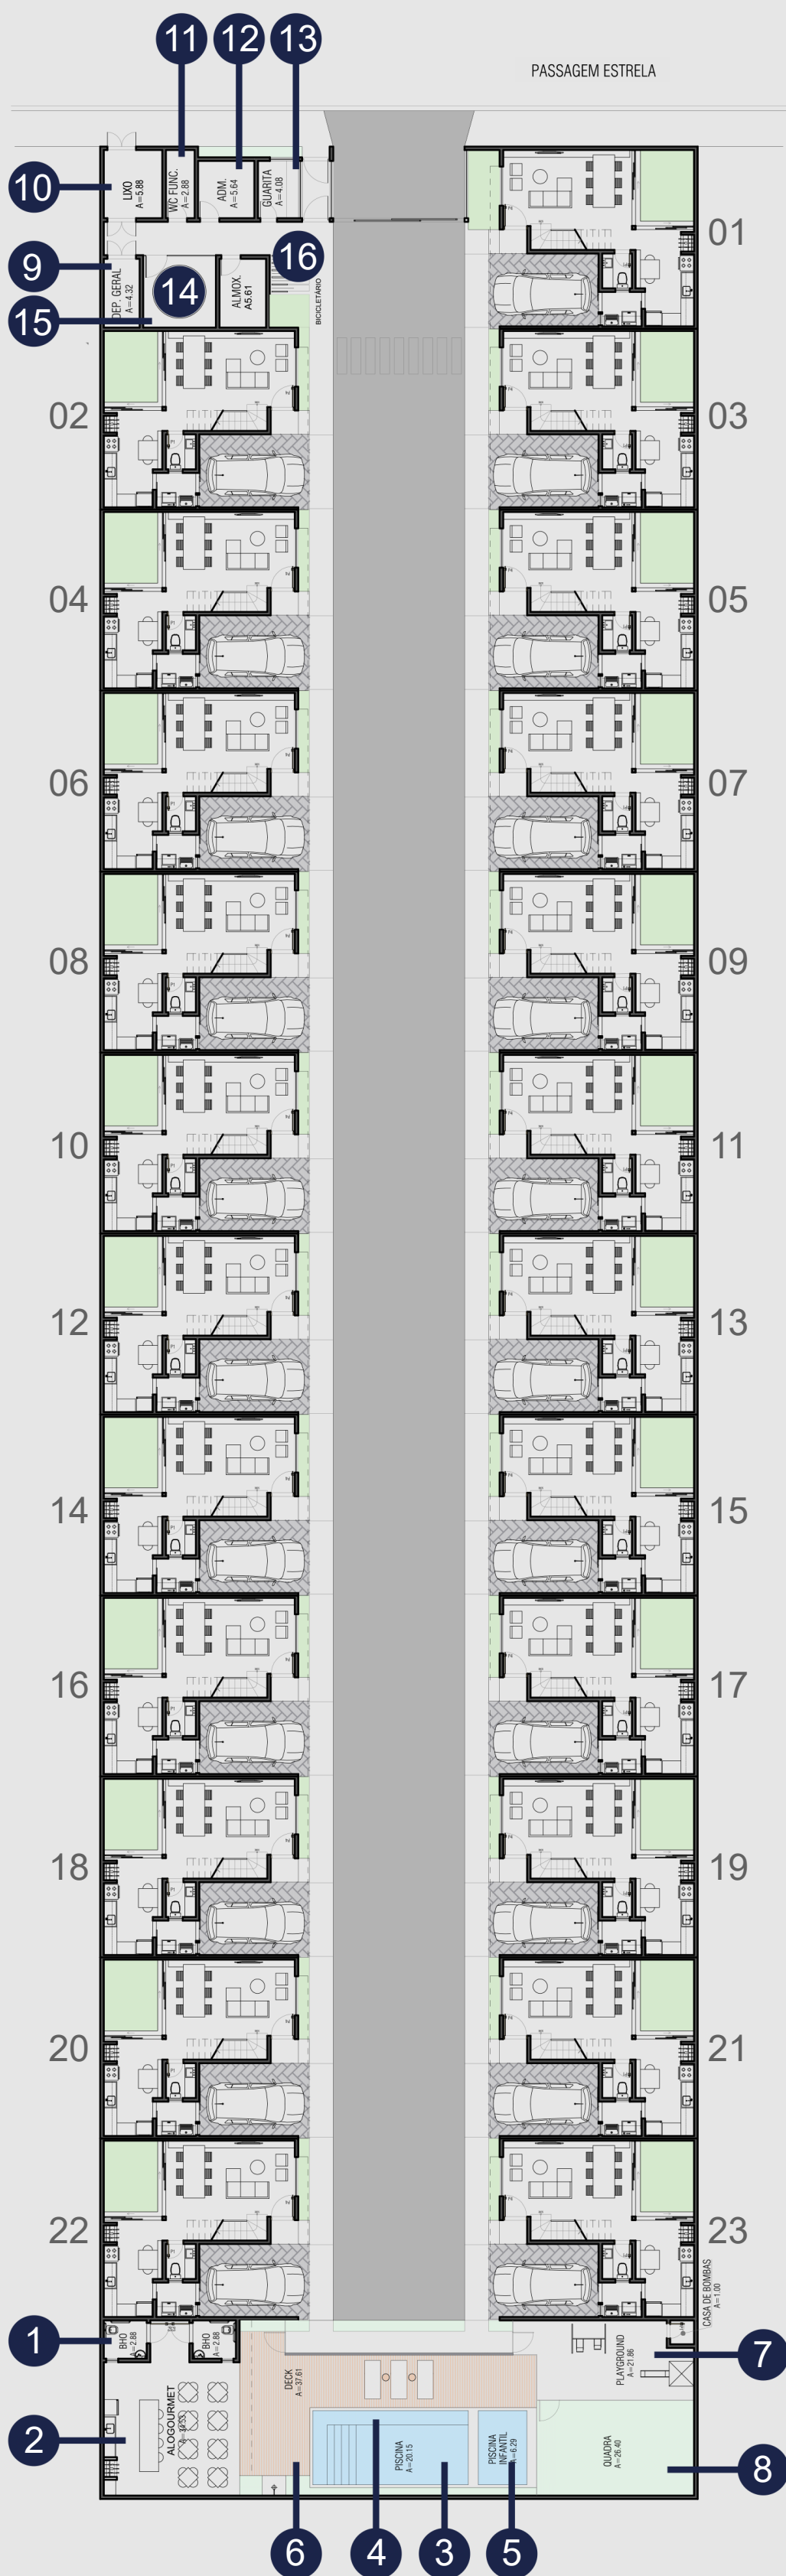 11 12 13
PASSAGEM ESTRELA
10
LIXO
A=5.88
WC FUNC.
A=2.88
ADM.
A=5.64
GUARITA
A=4.08
01
9
DEP. GERAL
A=4.32
14
ALMOX.
A5.61
16
BICICLETÁRIO
15
02 03
04 05
06 07
08 09
10 11
12 13
14 15
16 17
18 19
20 21
22 23
CASA DE BOMBAS
A=1.00
1
BHO
A=2.88
BHO
A=2.88
DECK
A=37.61
PLAYGROUND
A=21.86
7
2
ALOGOURMET
PISCINA
A=20.15
PISCINA
INFANTIL
A=6.29
QUADRA
A=26.40
8
6 4 3 5